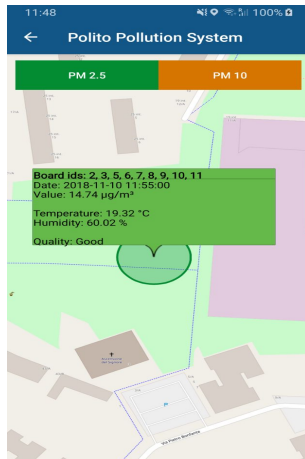 11:48
100%
Polito Pollution System
PM 2.5
PM 10
Board ids: 2, 3, 5, 6, 7, 8, 9, 10, 11
Date: 2018-11-10 11:55:00
Value: 14.74 µg/m³
Temperature: 19.32 °C
Humidity: 60.02 %
Quality: Good